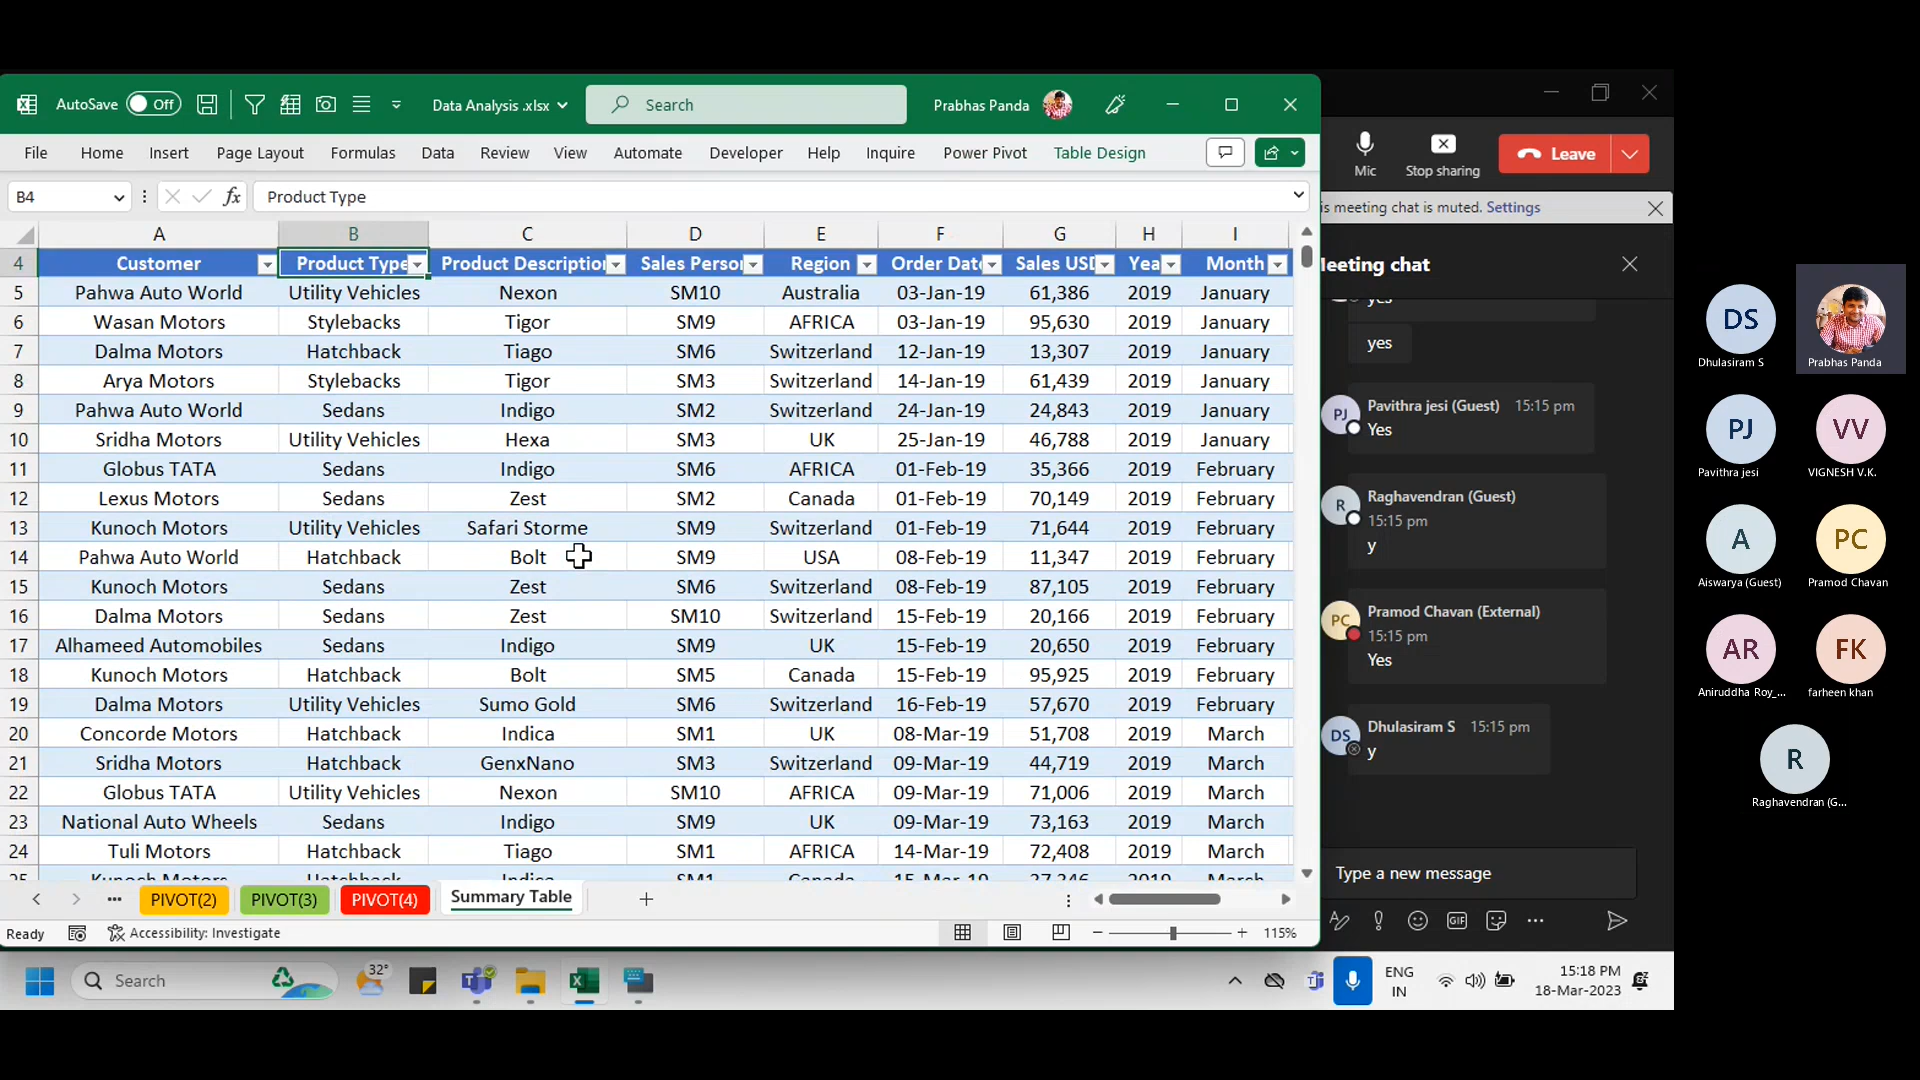 AutoSave Off Data Analysis .xlsx Search Prabhas Panda
File Home Insert Page Layout Formulas Data Review View Automate Developer Help Inquire Power Pivot Table Design
B4 fx Product Type
A B C D E F G H I
4 Customer Product Type Product Descriptio Sales Perso Region Order Dat Sales US Yea Month
5 Pahwa Auto World Utility Vehicles Nexon SM10 Australia 03-Jan-19 61,386 2019 January
6 Wasan Motors Stylebacks Tigor SM9 AFRICA 03-Jan-19 95,630 2019 January
7 Dalma Motors Hatchback Tiago SM6 Switzerland 12-Jan-19 13,307 2019 January
8 Arya Motors Stylebacks Tigor SM3 Switzerland 14-Jan-19 61,439 2019 January
9 Pahwa Auto World Sedans Indigo SM2 Switzerland 24-Jan-19 24,843 2019 January
10 Sridha Motors Utility Vehicles Hexa SM3 UK 25-Jan-19 46,788 2019 January
11 Globus TATA Sedans Indigo SM6 AFRICA 01-Feb-19 35,366 2019 February
12 Lexus Motors Sedans Zest SM2 Canada 01-Feb-19 70,149 2019 February
13 Kunoch Motors Utility Vehicles Safari Storme SM9 Switzerland 01-Feb-19 71,644 2019 February
14 Pahwa Auto World Hatchback Bolt SM9 USA 08-Feb-19 11,347 2019 February
15 Kunoch Motors Sedans Zest SM6 Switzerland 08-Feb-19 87,105 2019 February
16 Dalma Motors Sedans Zest SM10 Switzerland 15-Feb-19 20,166 2019 February
17 Alhameed Automobiles Sedans Indigo SM9 UK 15-Feb-19 20,650 2019 February
18 Kunoch Motors Hatchback Bolt SM5 Canada 15-Feb-19 95,925 2019 February
19 Dalma Motors Utility Vehicles Sumo Gold SM6 Switzerland 16-Feb-19 57,670 2019 February
20 Concorde Motors Hatchback Indica SM1 UK 08-Mar-19 51,708 2019 March
21 Sridha Motors Hatchback GenxNano SM3 Switzerland 09-Mar-19 44,719 2019 March
22 Globus TATA Utility Vehicles Nexon SM10 AFRICA 09-Mar-19 71,006 2019 March
23 National Auto Wheels Sedans Indigo SM9 UK 09-Mar-19 73,163 2019 March
24 Tuli Motors Hatchback Tiago SM1 AFRICA 14-Mar-19 72,408 2019 March
25 Kunoch Motors Hatchback Indica SM1 Canada 15-Mar-19 2019 March
PIVOT(2) PIVOT(3) PIVOT(4) Summary Table
Ready Accessibility: Investigate 115%
Search 32°
ENG
IN
15:18 PM
18-Mar-2023
Mic Stop sharing Leave
is meeting chat is muted. Settings
Meeting chat
yes
yes
PJ Pavithra jesi (Guest) 15:15 pm
Yes
R Raghavendran (Guest)
15:15 pm
y
PC Pramod Chavan (External)
15:15 pm
Yes
DS Dhulasiram S 15:15 pm
y
Type a new message
GIF
DS
Dhulasiram S
Prabhas Panda
PJ
Pavithra jesi
VV
VIGNESH V.K.
A
Aiswarya (Guest)
PC
Pramod Chavan
AR
Aniruddha Roy_...
FK
farheen khan
R
Raghavendran (G...